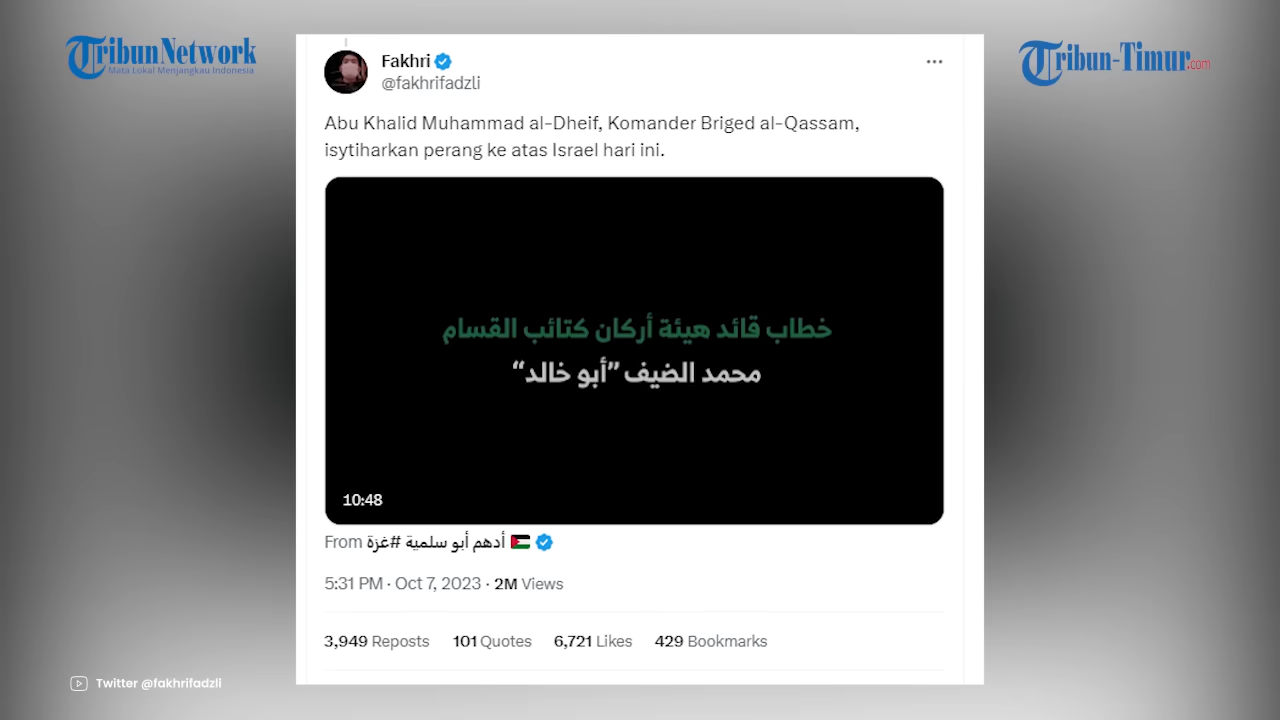 TribunNetwork
Mata Lokal Menjangkau Indonesia
Tribun-Timur.com
Fakhri
@fakhrifadzli
Abu Khalid Muhammad al-Dheif, Komander Briged al-Qassam,
isytiharkan perang ke atas Israel hari ini.
خطاب قائد هيئة أركان كتائب القسام
محمد الضيف ”أبو خالد“
10:48
From أدهم أبو سلمية #غزة 🇵🇸
5:31 PM · Oct 7, 2023 · 2M Views
3,949 Reposts 101 Quotes 6,721 Likes 429 Bookmarks
Twitter @fakhrifadzli